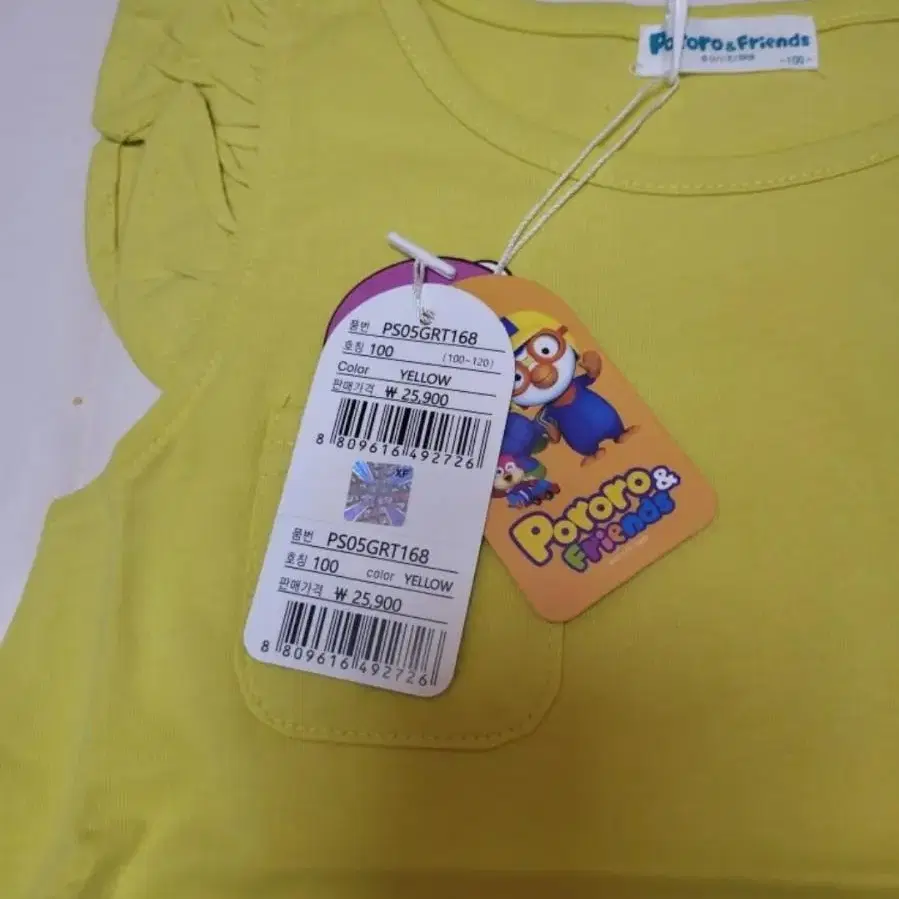 Pororo & Friends
-100-
품번 PS05GRT168
호칭 100 (100~120)
Color YELLOW
판매가격 ₩ 25,900
8 809616 492726
XF
품번 PS05GRT168
호칭 100 color YELLOW
판매가격 ₩ 25,900
8 809616 492726
Pororo &
Friends